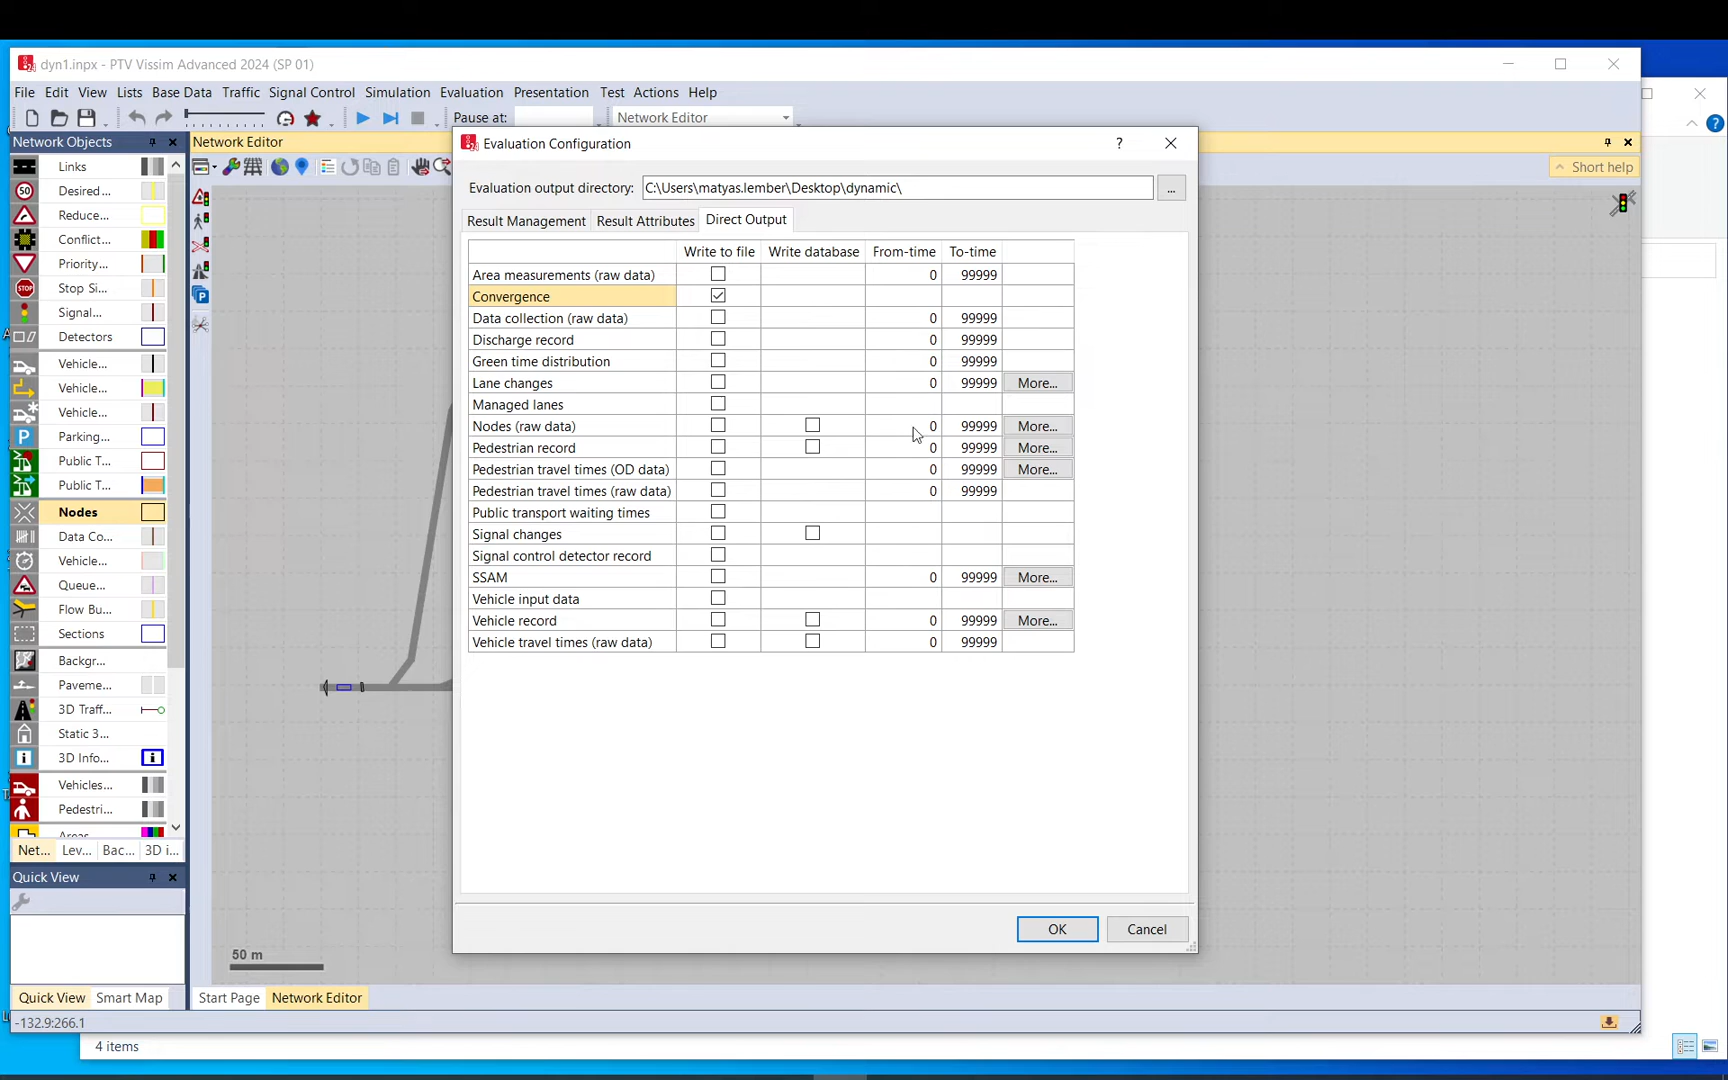 dyn1.inpx - PTV Vissim Advanced 2024 (SP 01)
File Edit View Lists Base Data Traffic Signal Control Simulation Evaluation Presentation Test Actions Help
Pause at: Network Editor
Network Objects
Network Editor
Short help
Links
Desired...
Reduce...
Conflict...
Priority...
Stop Si...
STOP
Signal...
Detectors
Vehicle...
Vehicle...
Vehicle...
Parking...
Public T...
Public T...
Nodes
Data Co...
Vehicle...
Queue...
Flow Bu...
Sections
Backgr...
Paveme...
3D Traff...
Static 3...
3D Info...
Vehicles...
Pedestri...
Areas
Net... Lev... Bac... 3D i...
Quick View
Quick View Smart Map
Start Page Network Editor
50 m
-132.9:266.1
4 items
Evaluation Configuration
Evaluation output directory: C:\Users\matyas.lember\Desktop\dynamic\ ...
Result Management Result Attributes Direct Output
Write to file Write database From-time To-time
Area measurements (raw data) 0 99999
Convergence
Data collection (raw data) 0 99999
Discharge record 0 99999
Green time distribution 0 99999
Lane changes 0 99999 More...
Managed lanes
Nodes (raw data) 0 99999 More...
Pedestrian record 0 99999 More...
Pedestrian travel times (OD data) 0 99999 More...
Pedestrian travel times (raw data) 0 99999
Public transport waiting times
Signal changes
Signal control detector record
SSAM 0 99999 More...
Vehicle input data
Vehicle record 0 99999 More...
Vehicle travel times (raw data) 0 99999
OK Cancel